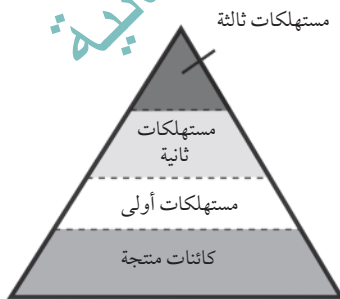 مستهلكات ثالثة
مستهلكات
ثانية
مستهلكات أولى
كائنات منتجة